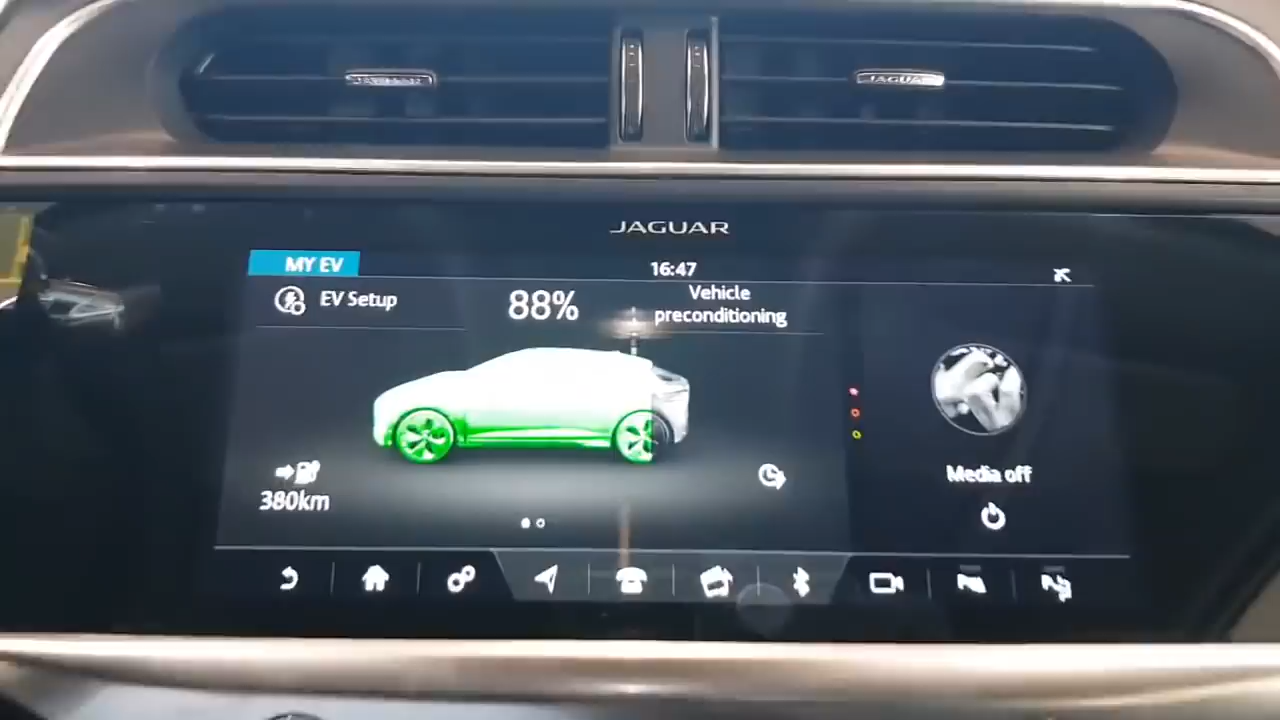 JAGUAR
JAGUAR
JAGUAR
MY EV
16:47
EV Setup
88%
Vehicle
preconditioning
380km
Media off